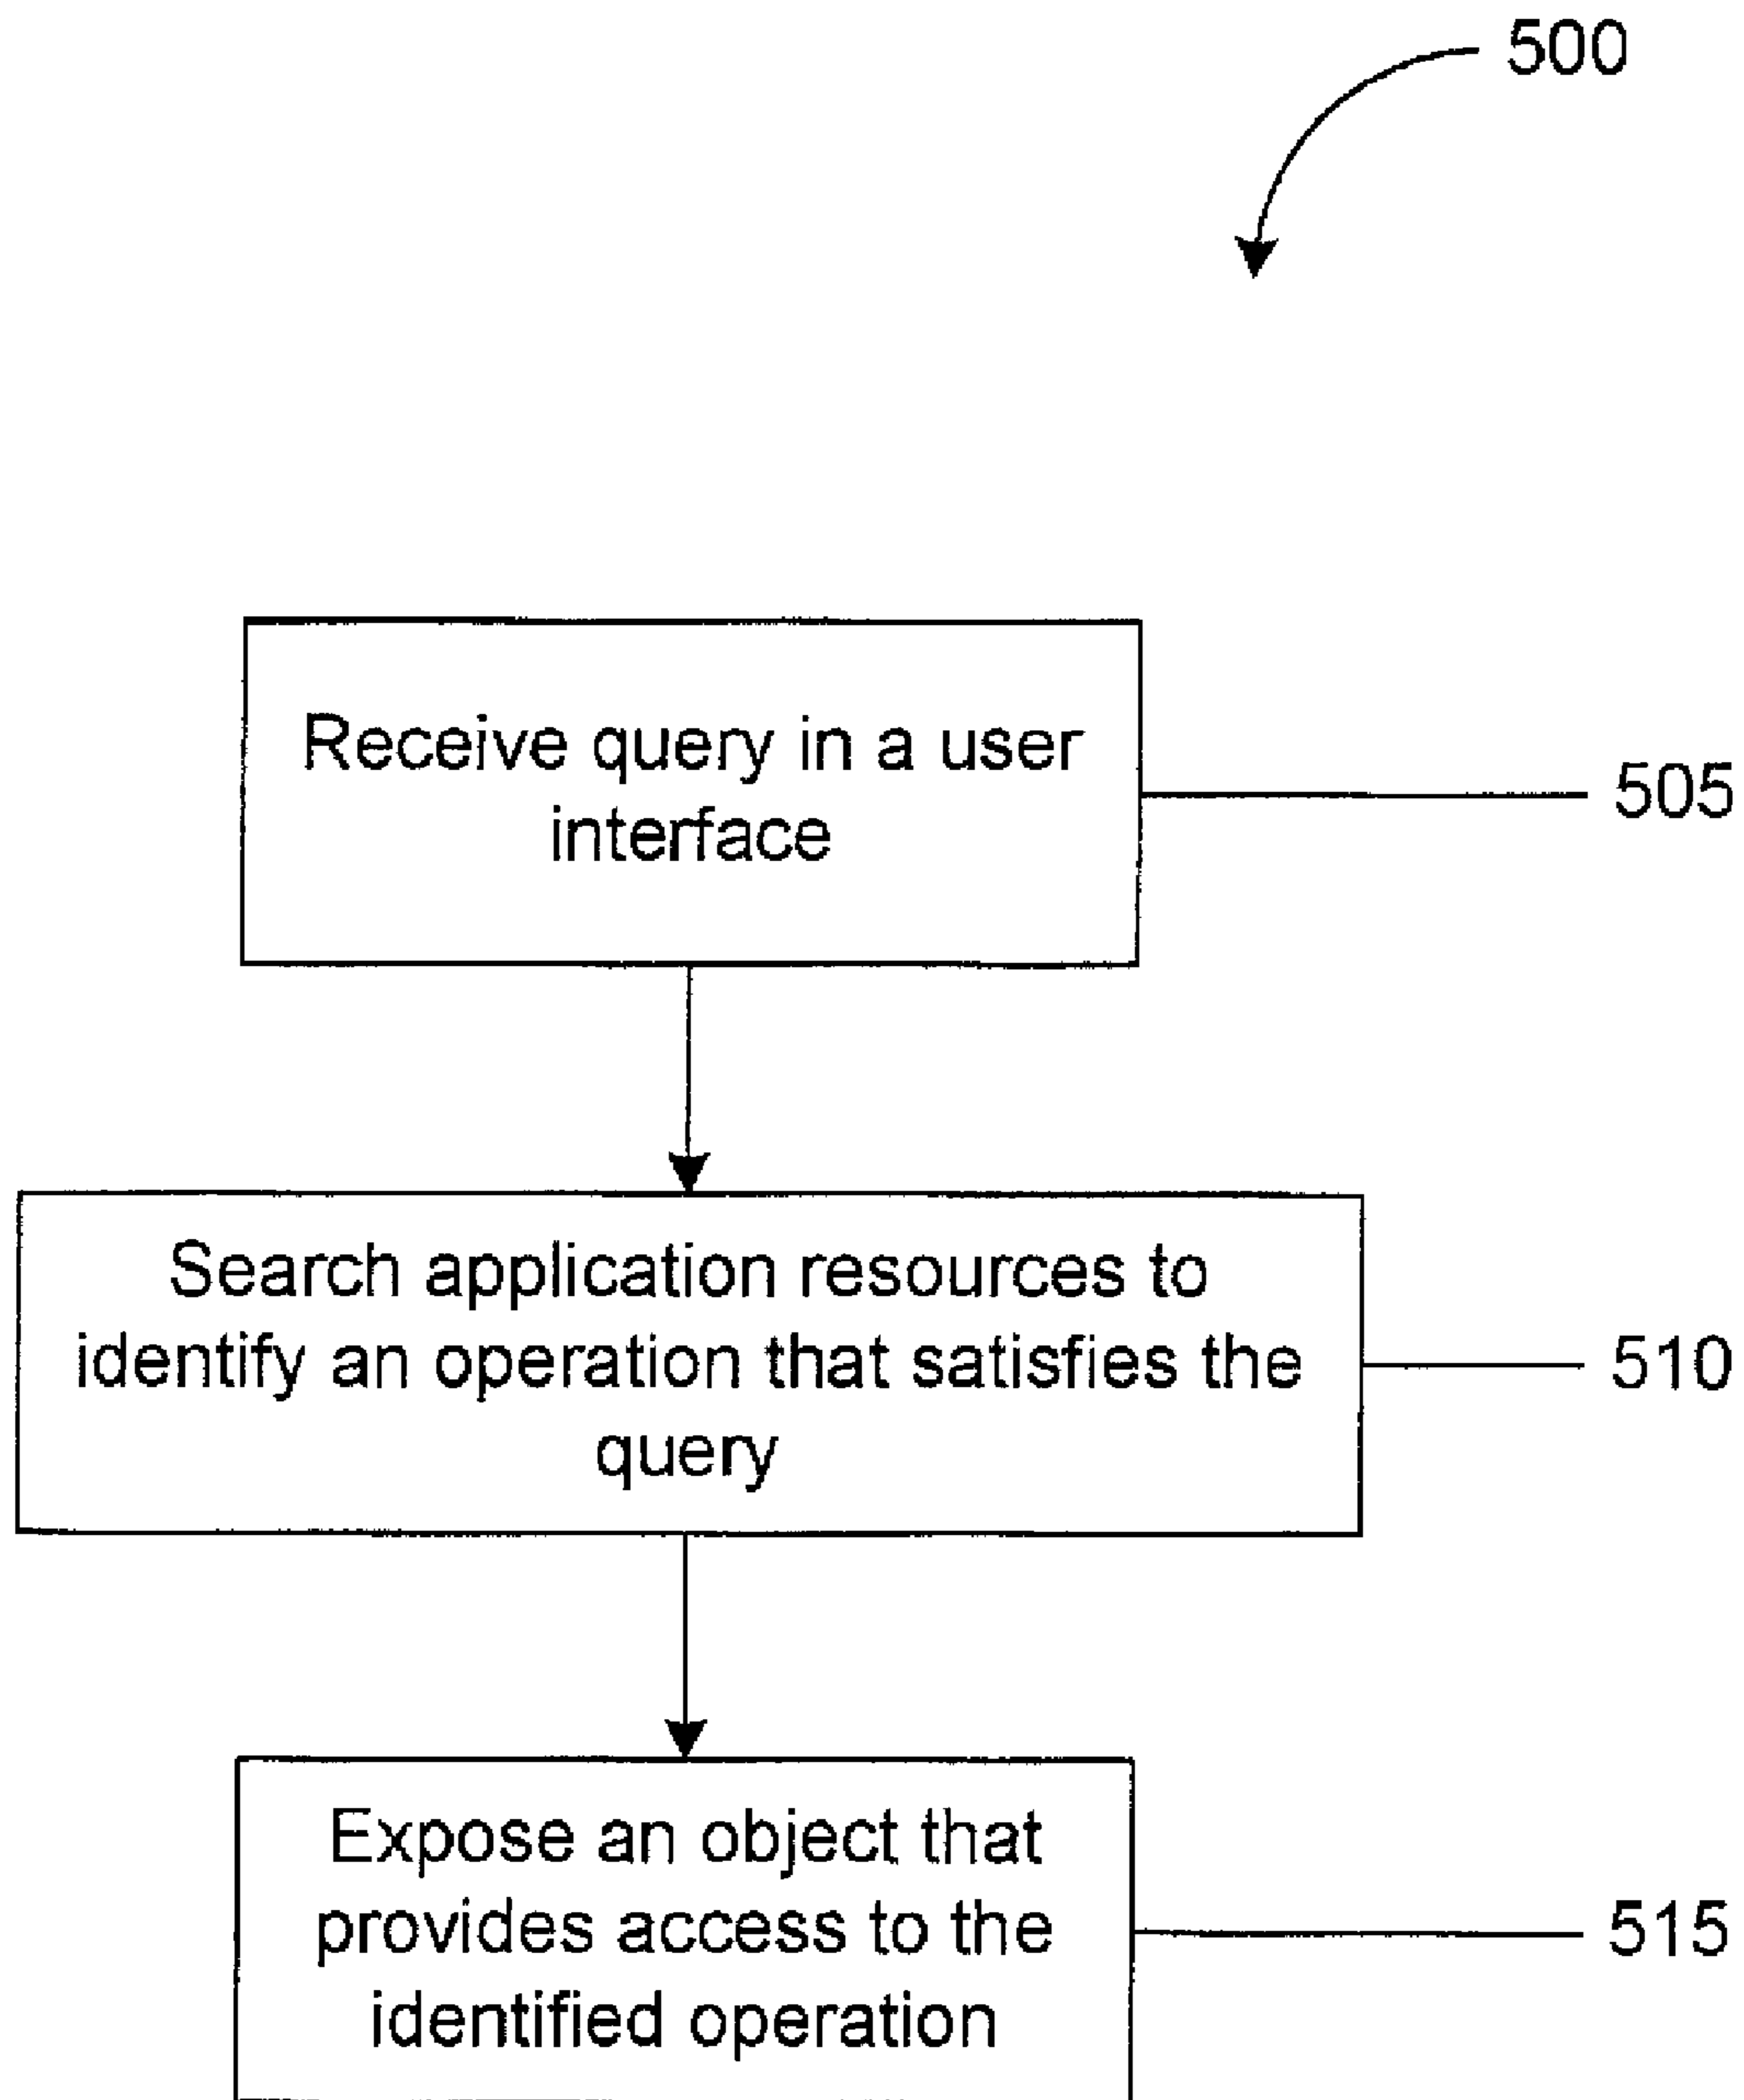 500
Receive query in a user
interface
505
Search application resources to
identify an operation that satisfies the
query
510
Expose an object that
provides access to the
identified operation
515